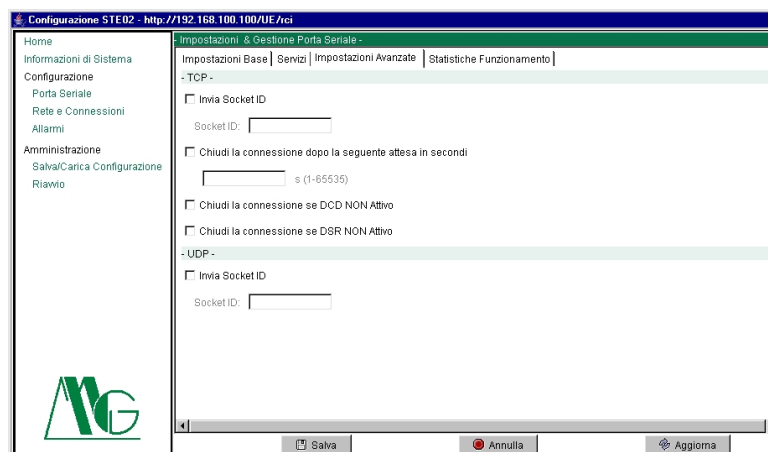 Configurazione STE02 - http://192.168.100.100/UE/rci
Home
Informazioni di Sistema
Configurazione
Porta Seriale
Rete e Connessioni
Allarmi
Amministrazione
Salva/Carica Configurazione
Riavvio
- Impostazioni & Gestione Porta Seriale -
Impostazioni Base Servizi Impostazioni Avanzate Statistiche Funzionamento
- TCP -
Invia Socket ID
Socket ID:
Chiudi la connessione dopo la seguente attesa in secondi
s (1-65535)
Chiudi la connessione se DCD NON Attivo
Chiudi la connessione se DSR NON Attivo
- UDP -
Invia Socket ID
Socket ID:
Salva Annulla Aggiorna